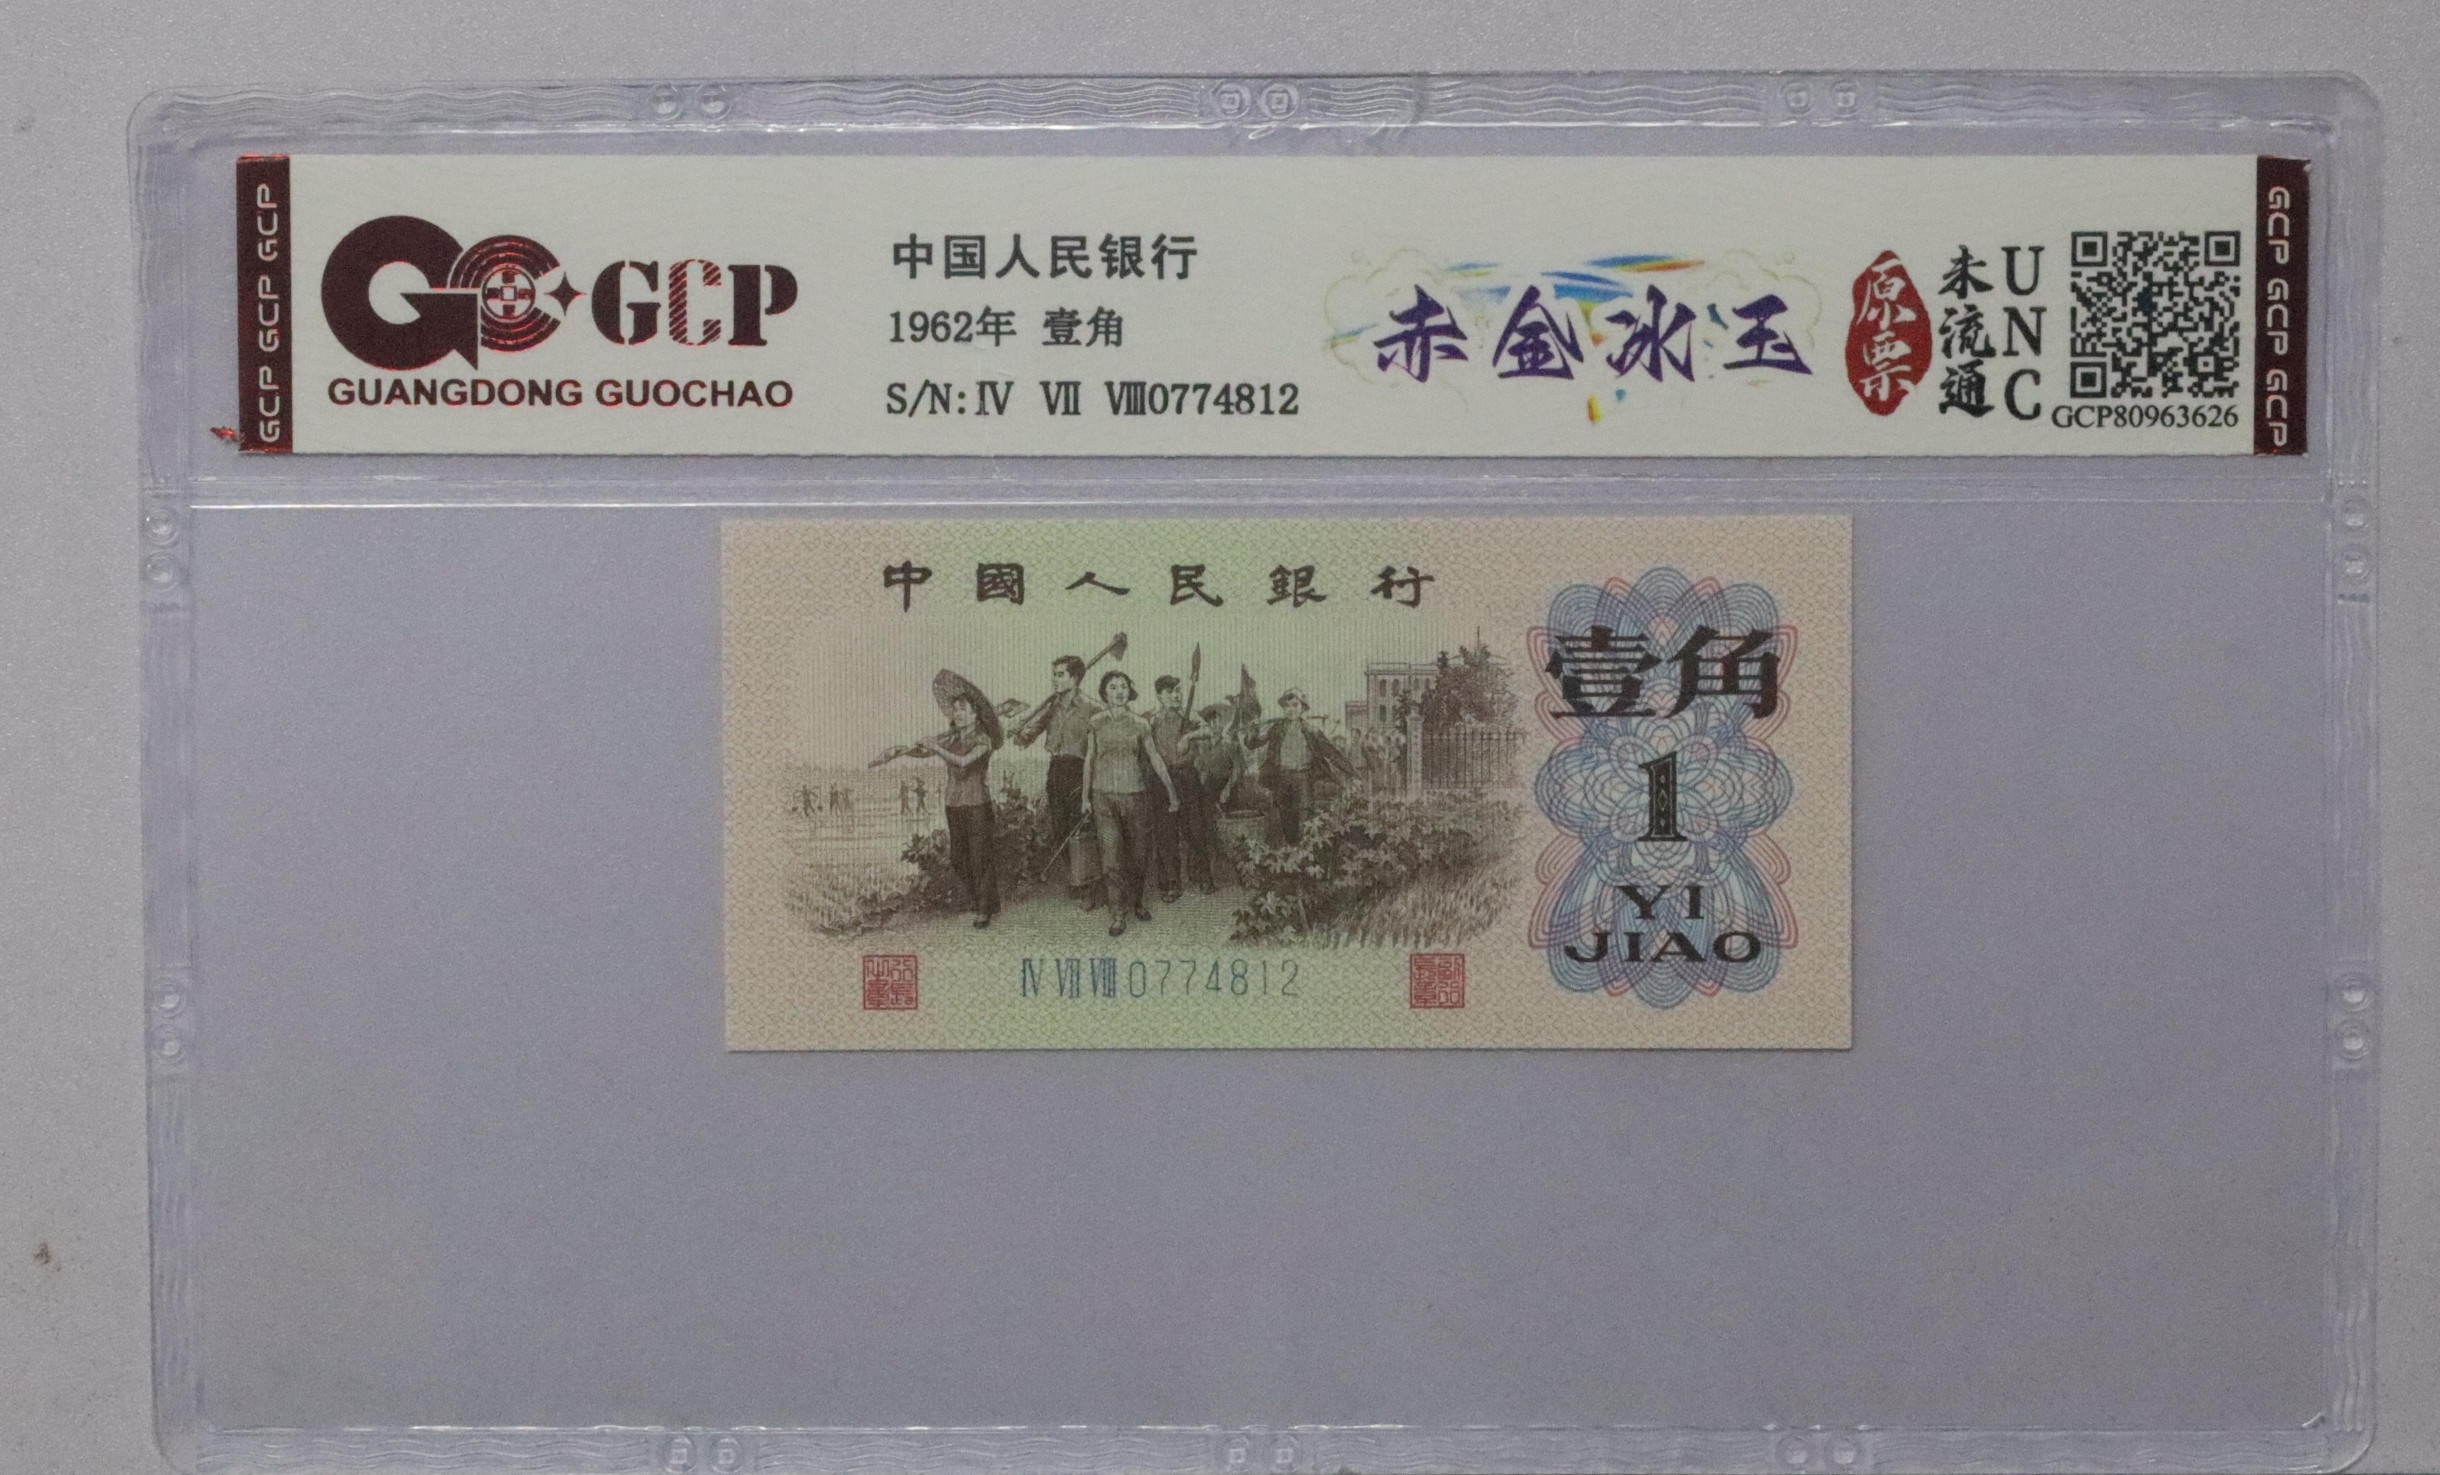 GCP GCP GCP
GCP
GUANGDONG GUOCHAO
中国人民银行
1962年 壹角
S/N: Ⅳ Ⅶ Ⅷ0774812
赤金冰玉
原票
未流通
UNC
GCP80963626
GCP GCP GCP
中國人民銀行
壹角
1
YI
JIAO
Ⅳ Ⅶ Ⅷ 0774812